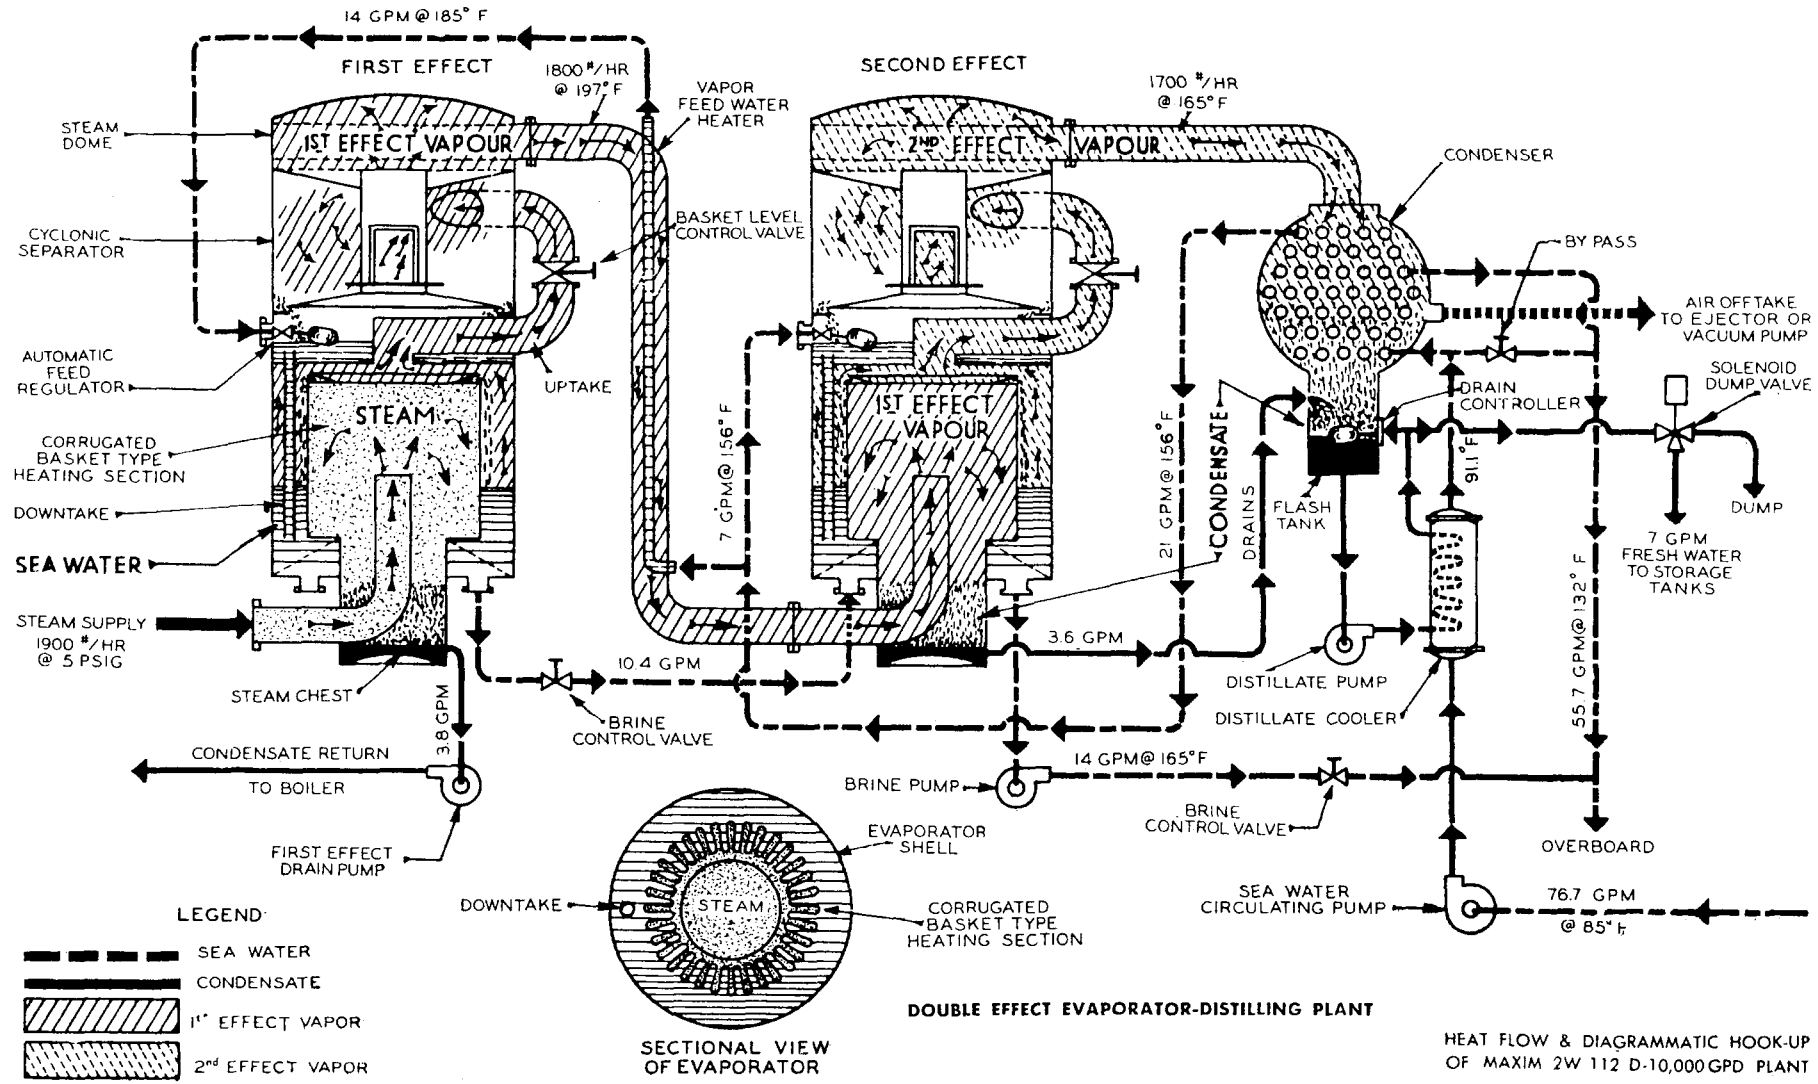 14 GPM @ 185° F
FIRST EFFECT
1800 #/HR
@ 197° F
VAPOR
FEED WATER
HEATER
SECOND EFFECT
1700 #/HR
@ 165° F
STEAM
DOME
1ST EFFECT VAPOUR
2ND EFFECT VAPOUR
CONDENSER
CYCLONIC
SEPARATOR
BASKET LEVEL
CONTROL VALVE
BY PASS
AIR OFFTAKE
TO EJECTOR OR
VACUUM PUMP
AUTOMATIC
FEED
REGULATOR
UPTAKE
SOLENOID
DUMP VALVE
DRAIN
CONTROLLER
STEAM
1ST EFFECT
VAPOUR
CORRUGATED
BASKET TYPE
HEATING SECTION
7 GPM @ 156° F
21 GPM @ 156° F
CONDENSATE
DRAINS
91.1° F
FLASH
TANK
DUMP
DOWNTAKE
SEA WATER
7 GPM
FRESH WATER
TO STORAGE
TANKS
STEAM SUPPLY
1900 #/HR
@ 5 PSIG
3.6 GPM
10.4 GPM
DISTILLATE PUMP
55.7 GPM @ 132° F
STEAM CHEST
3.8 GPM
BRINE
CONTROL VALVE
DISTILLATE COOLER
CONDENSATE RETURN
TO BOILER
14 GPM @ 165° F
BRINE PUMP
BRINE
CONTROL VALVE
FIRST EFFECT
DRAIN PUMP
EVAPORATOR
SHELL
OVERBOARD
DOWNTAKE
STEAM
CORRUGATED
BASKET TYPE
HEATING SECTION
SEA WATER
CIRCULATING PUMP
76.7 GPM
@ 85° F
LEGEND
SEA WATER
CONDENSATE
1st EFFECT VAPOR
2nd EFFECT VAPOR
DOUBLE EFFECT EVAPORATOR-DISTILLING PLANT
SECTIONAL VIEW
OF EVAPORATOR
HEAT FLOW & DIAGRAMMATIC HOOK-UP
OF MAXIM 2W 112 D-10,000 GPD PLANT